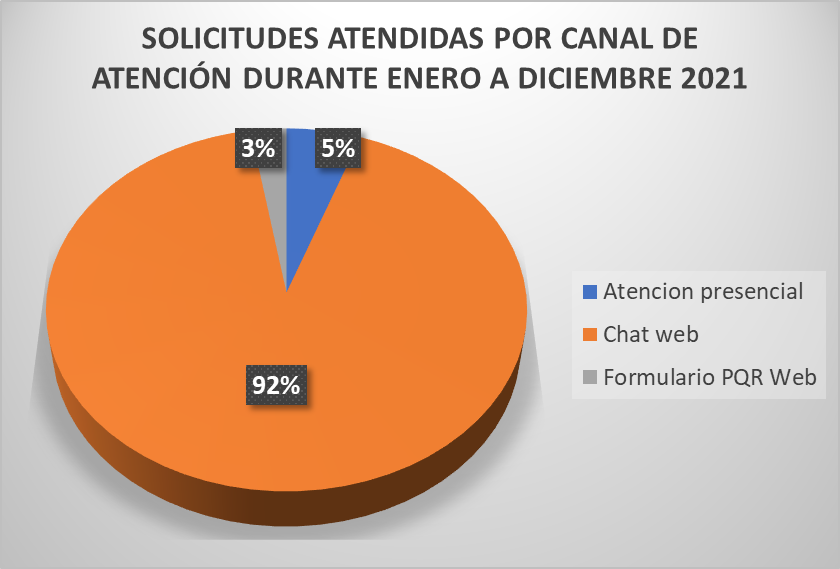 SOLICITUDES ATENDIDAS POR CANAL DE
ATENCIÓN DURANTE ENERO A DICIEMBRE 2021
3%
5%
92%
Atencion presencial
Chat web
Formulario PQR Web